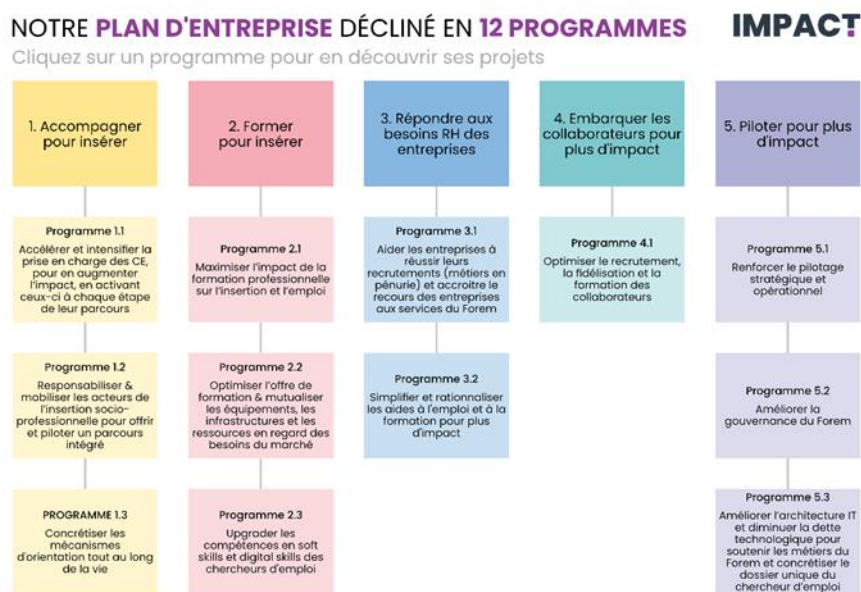 NOTRE PLAN D'ENTREPRISE DÉCLINÉ EN 12 PROGRAMMES
IMPACT
Cliquez sur un programme pour en découvrir ses projets
1. Accompagner
pour insérer
Programme 1.1
Accélérer et intensifier la
prise en charge des CE,
pour en augmenter
l'impact, en activant
ceux-ci à chaque étape
de leur parcours
Programme 1.2
Responsabiliser &
mobiliser les acteurs de
l'insertion socio-
professionnelle pour offrir
et piloter un parcours
intégré
PROGRAMME 1.3
Concrétiser les
mécanismes
d'orientation tout au long
de la vie
2. Former
pour insérer
Programme 2.1
Maximiser l'impact de la
formation professionnelle
sur l'insertion et l'emploi
Programme 2.2
Optimiser l'offre de
formation & mutualiser
les équipements, les
infrastructures et les
ressources en regard des
besoins du marché
Programme 2.3
Upgrader les
compétences en soft
skills et digital skills des
chercheurs d'emploi
3. Répondre aux
besoins RH des
entreprises
Programme 3.1
Aider les entreprises à
réussir leurs
recrutements (métiers en
pénurie) et accroitre le
recours des entreprises
aux services du Forem
Programme 3.2
Simplifier et rationnaliser
les aides à l'emploi et à la
formation pour plus
d'impact
4. Embarquer les
collaborateurs pour
plus d'impact
Programme 4.1
Optimiser le recrutement,
la fidélisation et la
formation des
collaborateurs
5. Piloter pour plus
d'impact
Programme 5.1
Renforcer le pilotage
stratégique et
opérationnel
Programme 5.2
Améliorer la
gouvernance du Forem
Programme 5.3
Améliorer l'architecture IT
et diminuer la dette
technologique pour
soutenir les métiers du
Forem et concrétiser le
dossier unique du
chercheur d'emploi